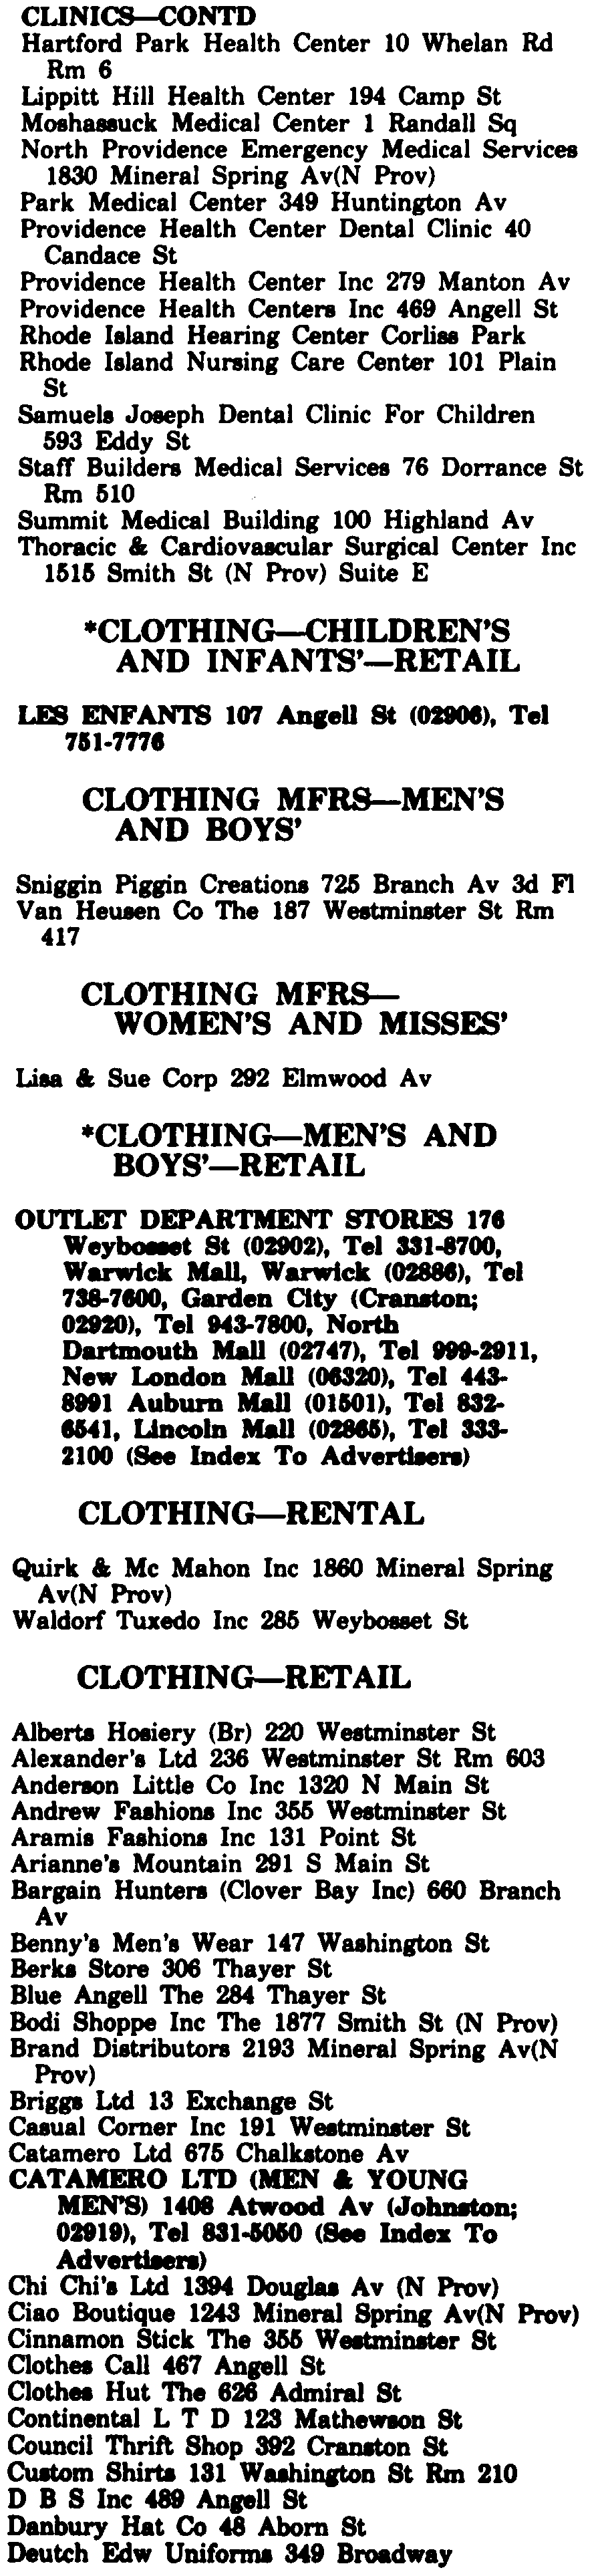 CLINICS—CONTD
Hartford Park Health Center 10 Whelan Rd
Rm 6
Lippitt Hill Health Center 194 Camp St
Moshassuck Medical Center 1 Randall Sq
North Providence Emergency Medical Services
1830 Mineral Spring Av(N Prov)
Park Medical Center 349 Huntington Av
Providence Health Center Dental Clinic 40
Candace St
Providence Health Center Inc 279 Manton Av
Providence Health Centers Inc 469 Angell St
Rhode Island Hearing Center Corliss Park
Rhode Island Nursing Care Center 101 Plain
St
Samuels Joseph Dental Clinic For Children
593 Eddy St
Staff Builders Medical Services 76 Dorrance St
Rm 510
Summit Medical Building 100 Highland Av
Thoracic & Cardiovascular Surgical Center Inc
1515 Smith St (N Prov) Suite E
*CLOTHING—CHILDREN'S
AND INFANTS'—RETAIL
LES ENFANTS 107 Angell St (02906), Tel
751-7776
CLOTHING MFRS—MEN'S
AND BOYS'
Sniggin Piggin Creations 725 Branch Av 3d Fl
Van Heusen Co The 187 Westminster St Rm
417
CLOTHING MFRS—
WOMEN'S AND MISSES'
Lisa & Sue Corp 292 Elmwood Av
*CLOTHING—MEN'S AND
BOYS'—RETAIL
OUTLET DEPARTMENT STORES 176
Weybosset St (02902), Tel 331-8700,
Warwick Mall, Warwick (02886), Tel
738-7600, Garden City (Cranston;
02920), Tel 943-7800, North
Dartmouth Mall (02747), Tel 999-2911,
New London Mall (06320), Tel 443-
8991 Auburn Mall (01501), Tel 832-
6541, Lincoln Mall (02865), Tel 333-
2100 (See Index To Advertisers)
CLOTHING—RENTAL
Quirk & Mc Mahon Inc 1860 Mineral Spring
Av(N Prov)
Waldorf Tuxedo Inc 285 Weybosset St
CLOTHING—RETAIL
Alberts Hosiery (Br) 220 Westminster St
Alexander's Ltd 236 Westminster St Rm 603
Anderson Little Co Inc 1320 N Main St
Andrew Fashions Inc 355 Westminster St
Aramis Fashions Inc 131 Point St
Arianne's Mountain 291 S Main St
Bargain Hunters (Clover Bay Inc) 660 Branch
Av
Benny's Men's Wear 147 Washington St
Berks Store 306 Thayer St
Blue Angell The 284 Thayer St
Bodi Shoppe Inc The 1877 Smith St (N Prov)
Brand Distributors 2193 Mineral Spring Av(N
Prov)
Briggs Ltd 13 Exchange St
Casual Corner Inc 191 Westminster St
Catamero Ltd 675 Chalkstone Av
CATAMERO LTD (MEN & YOUNG
MEN'S) 1408 Atwood Av (Johnston;
02919), Tel 831-5050 (See Index To
Advertisers)
Chi Chi's Ltd 1394 Douglas Av (N Prov)
Ciao Boutique 1243 Mineral Spring Av(N Prov)
Cinnamon Stick The 355 Westminster St
Clothes Call 467 Angell St
Clothes Hut The 626 Admiral St
Continental L T D 123 Mathewson St
Council Thrift Shop 392 Cranston St
Custom Shirts 131 Washington St Rm 210
D B S Inc 489 Angell St
Danbury Hat Co 48 Aborn St
Deutch Edw Uniforms 349 Broadway